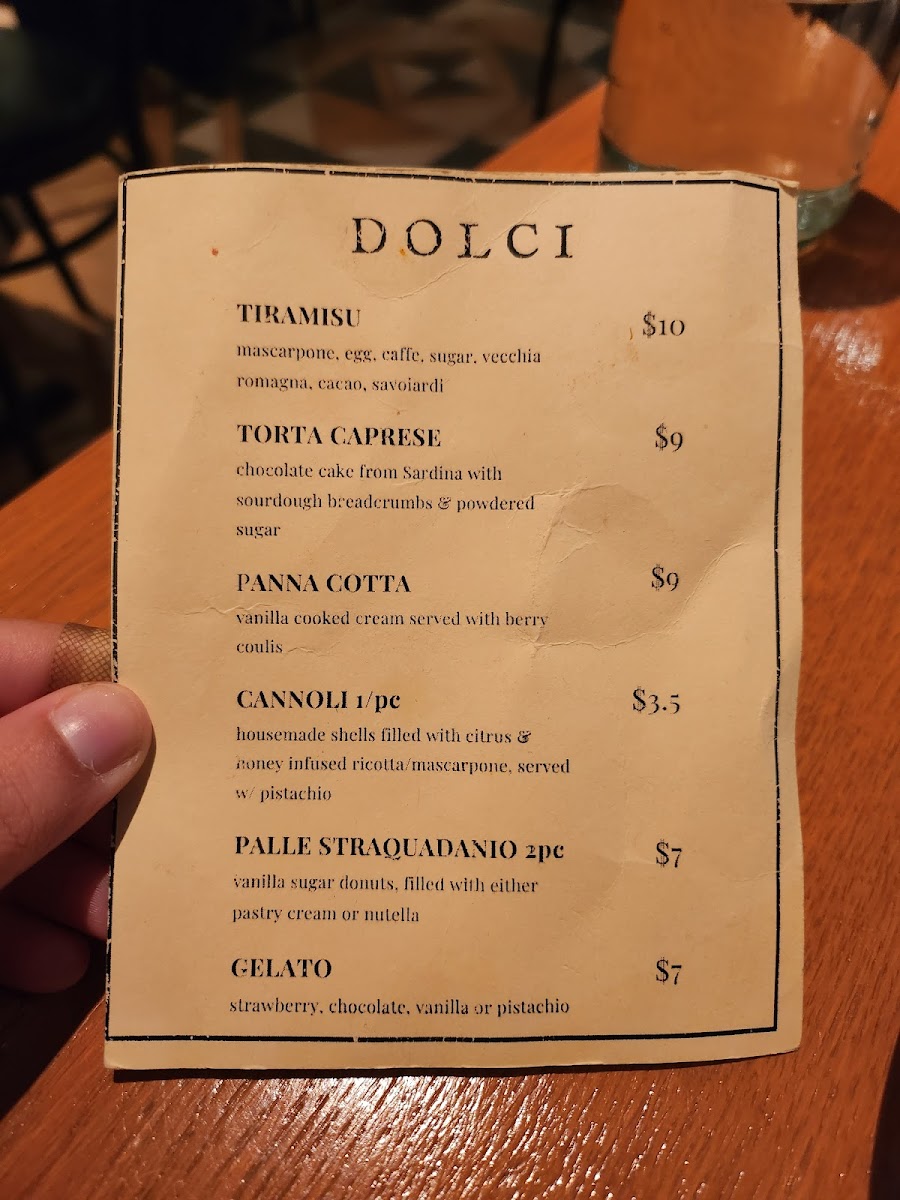 DOLCI
TIRAMISU
$10
mascarpone, egg, caffe, sugar, vecchia
romagna, cacao, savoiardi
TORTA CAPRESE
$9
chocolate cake from Sardina with
sourdough breadcrumbs & powdered
sugar
PANNA COTTA
$9
vanilla cooked cream served with berry
coulis
CANNOLI 1/pc
$3.5
housemade shells filled with citrus &
honey infused ricotta/mascarpone, served
w/ pistachio
PALLE STRAQUADANIO 2pc
$7
vanilla sugar donuts, filled with either
pastry cream or nutella
GELATO
$7
strawberry, chocolate, vanilla or pistachio